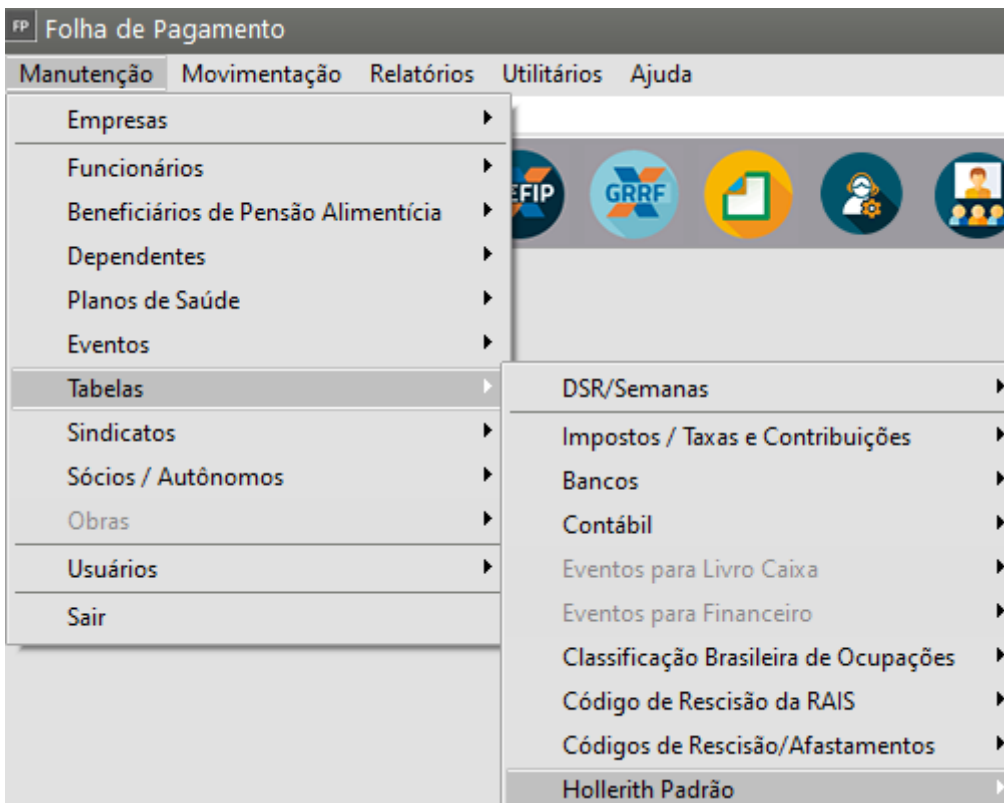 FP Folha de Pagamento
Manutenção Movimentação Relatórios Utilitários Ajuda
Empresas
Funcionários
Beneficiários de Pensão Alimentícia
Dependentes
Planos de Saúde
Eventos
Tabelas
Sindicatos
Sócios / Autônomos
Obras
Usuários
Sair
EFIP
GRRF
DSR/Semanas
Impostos / Taxas e Contribuições
Bancos
Contábil
Eventos para Livro Caixa
Eventos para Financeiro
Classificação Brasileira de Ocupações
Código de Rescisão da RAIS
Códigos de Rescisão/Afastamentos
Hollerith Padrão